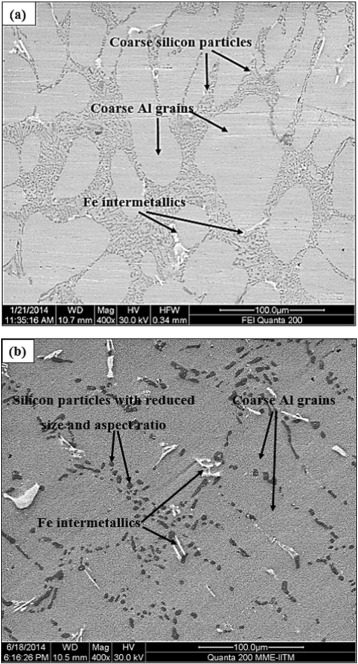 (a)
Coarse silicon particles
Coarse Al grains
Fe intermetallics
1/21/2014 WD Mag HV HFW 100.0μm
11:35:16 AM 10.7 mm 400x 30.0 kV 0.34 mm FEI Quanta 200
(b)
Silicon particles with reduced size and aspect ratio
Coarse Al grains
Fe intermetallics
6/18/2014 WD Mag HV 100.0μm
6:16:26 PM 10.5 mm 400x 30.0 kV Quanta 200 MME-IITM